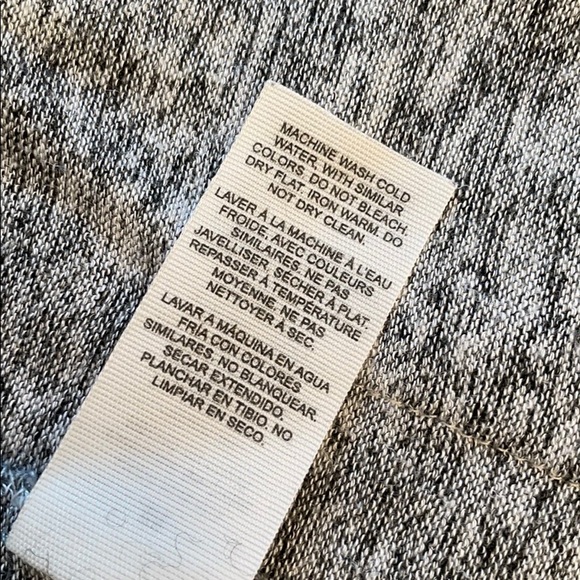 MACHINE WASH COLD
WATER, WITH SIMILAR
COLORS. DO NOT BLEACH.
DRY FLAT. IRON WARM. DO
NOT DRY CLEAN.
LAVER À LA MACHINE À L'EAU
FROIDE, AVEC COULEURS
SIMILAIRES. NE PAS
JAVELLISER. SÉCHER À PLAT.
REPASSER À TEMPÉRATURE
MOYENNE. NE PAS
NETTOYER À SEC.
LAVAR A MÁQUINA EN AGUA
FRÍA CON COLORES
SIMILARES. NO BLANQUEAR.
SECAR EXTENDIDO.
PLANCHAR EN TIBIO. NO
LIMPIAR EN SECO.